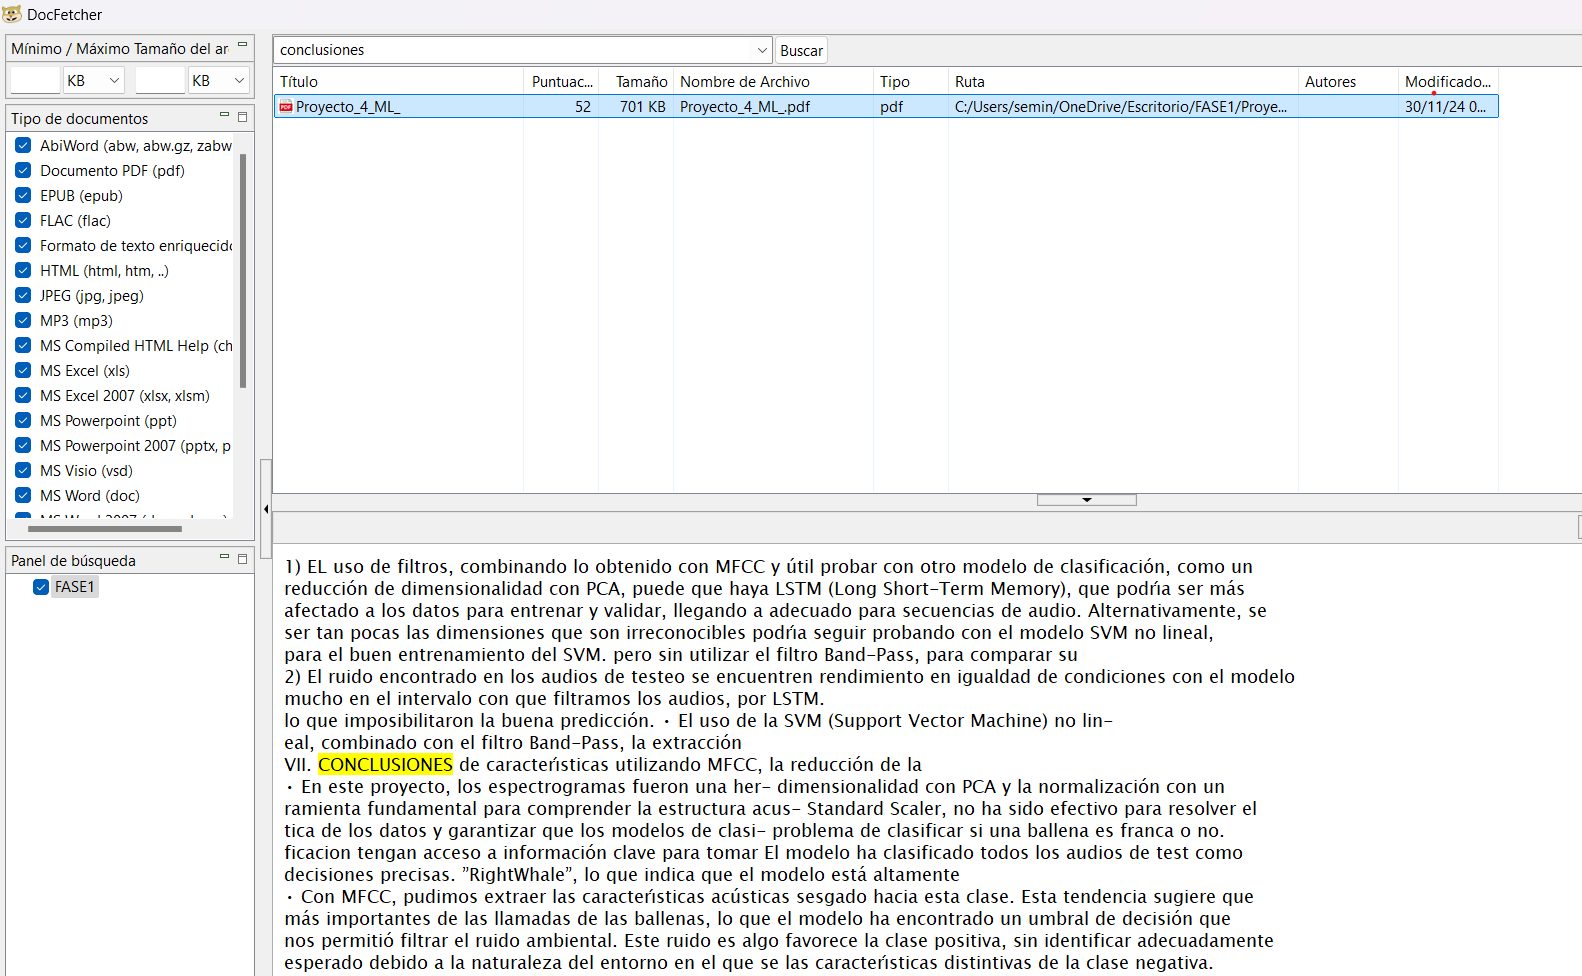 DocFetcher
Mínimo / Máximo Tamaño del ar
KB
KB
Tipo de documentos
AbiWord (abw, abw.gz, zabw
Documento PDF (pdf)
EPUB (epub)
FLAC (flac)
Formato de texto enriquecido
HTML (html, htm, ..)
JPEG (jpg, jpeg)
MP3 (mp3)
MS Compiled HTML Help (ch
MS Excel (xls)
MS Excel 2007 (xlsx, xlsm)
MS Powerpoint (ppt)
MS Powerpoint 2007 (pptx, p
MS Visio (vsd)
MS Word (doc)
Panel de búsqueda
FASE1
conclusiones
Buscar
Título Puntuac... Tamaño Nombre de Archivo Tipo Ruta Autores Modificado...
PDF Proyecto_4_ML_ 52 701 KB Proyecto_4_ML_.pdf pdf C:/Users/semin/OneDrive/Escritorio/FASE1/Proye... 30/11/24 0...
1) EL uso de filtros, combinando lo obtenido con MFCC y útil probar con otro modelo de clasificación, como un
reducción de dimensionalidad con PCA, puede que haya LSTM (Long Short-Term Memory), que podŕıa ser más
afectado a los datos para entrenar y validar, llegando a adecuado para secuencias de audio. Alternativamente, se
ser tan pocas las dimensiones que son irreconocibles podŕıa seguir probando con el modelo SVM no lineal,
para el buen entrenamiento del SVM. pero sin utilizar el filtro Band-Pass, para comparar su
2) El ruido encontrado en los audios de testeo se encuentren rendimiento en igualdad de condiciones con el modelo
mucho en el intervalo con que filtramos los audios, por LSTM.
lo que imposibilitaron la buena predicción. • El uso de la SVM (Support Vector Machine) no lin-
eal, combinado con el filtro Band-Pass, la extracción
VII. CONCLUSIONES de caracteŕısticas utilizando MFCC, la reducción de la
• En este proyecto, los espectrogramas fueron una her- dimensionalidad con PCA y la normalización con un
ramienta fundamental para comprender la estructura acus- Standard Scaler, no ha sido efectivo para resolver el
tica de los datos y garantizar que los modelos de clasi- problema de clasificar si una ballena es franca o no.
ficacion tengan acceso a información clave para tomar El modelo ha clasificado todos los audios de test como
decisiones precisas. ”RightWhale”, lo que indica que el modelo está altamente
• Con MFCC, pudimos extraer las caracteŕısticas acústicas sesgado hacia esta clase. Esta tendencia sugiere que
más importantes de las llamadas de las ballenas, lo que el modelo ha encontrado un umbral de decisión que
nos permitió filtrar el ruido ambiental. Este ruido es algo favorece la clase positiva, sin identificar adecuadamente
esperado debido a la naturaleza del entorno en el que se las caracteŕısticas distintivas de la clase negativa.